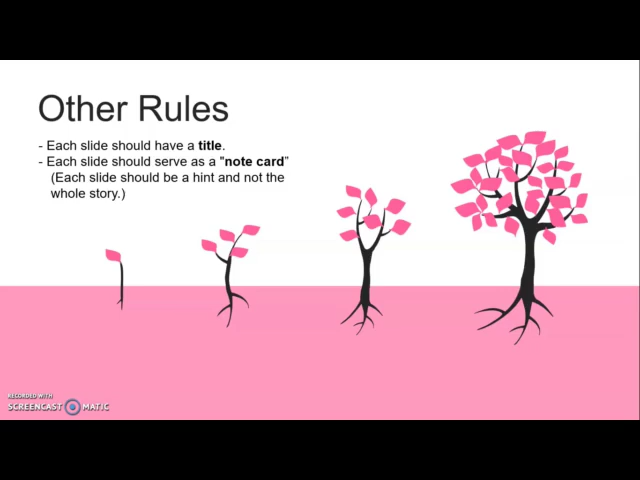 Other Rules
- Each slide should have a title.
- Each slide should serve as a "note card"
(Each slide should be a hint and not the
whole story.)
RECORDED WITH
SCREENCAST MATIC